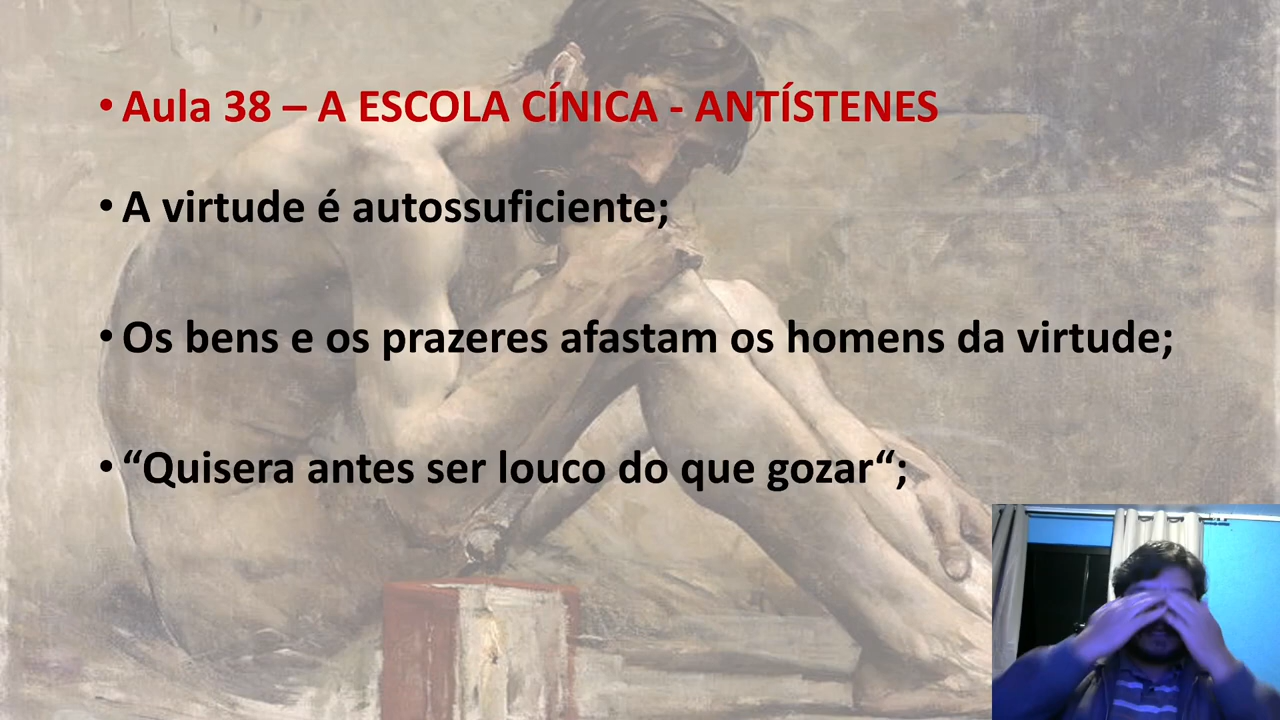 • Aula 38 – A ESCOLA CÍNICA - ANTÍSTENES
• A virtude é autossuficiente;
• Os bens e os prazeres afastam os homens da virtude;
• “Quisera antes ser louco do que gozar“;